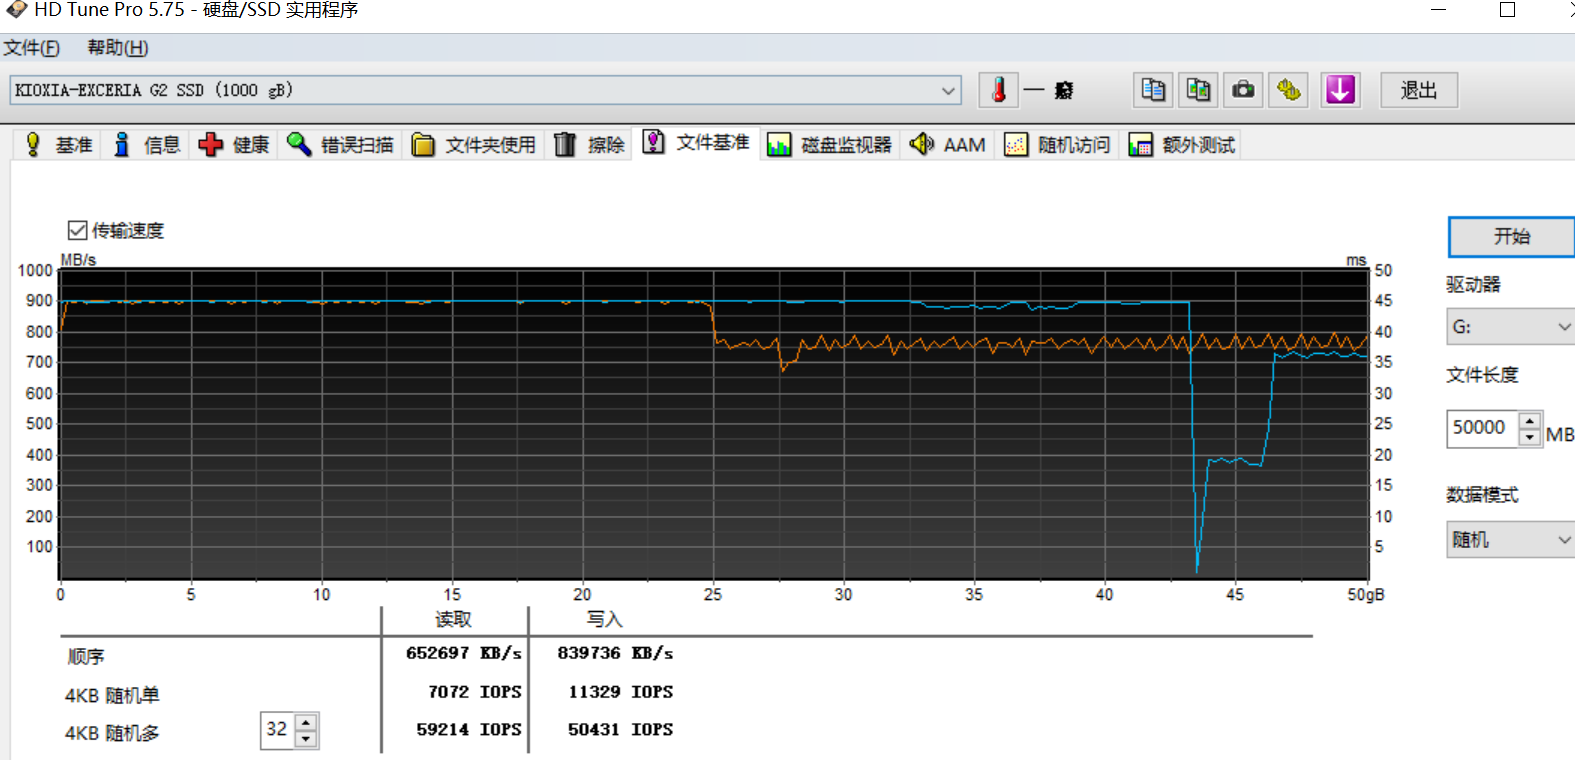 HD Tune Pro 5.75 - 硬盘/SSD 实用程序
文件(F) 帮助(H)
KIOXIA-EXCERIA G2 SSD (1000 gB)
退出
基准 信息 健康 错误扫描 文件夹使用 擦除 文件基准 磁盘监视器 AAM 随机访问 额外测试
传输速度
开始
MB/s ms
1000 50
900 45
800 40
700 35
600 30
500 25
400 20
300 15
200 10
100 5
0 5 10 15 20 25 30 35 40 45 50gB
驱动器
G:
文件长度
50000 MB
数据模式
随机
读取 写入
顺序 652697 KB/s 839736 KB/s
4KB 随机单 7072 IOPS 11329 IOPS
4KB 随机多 32 59214 IOPS 50431 IOPS